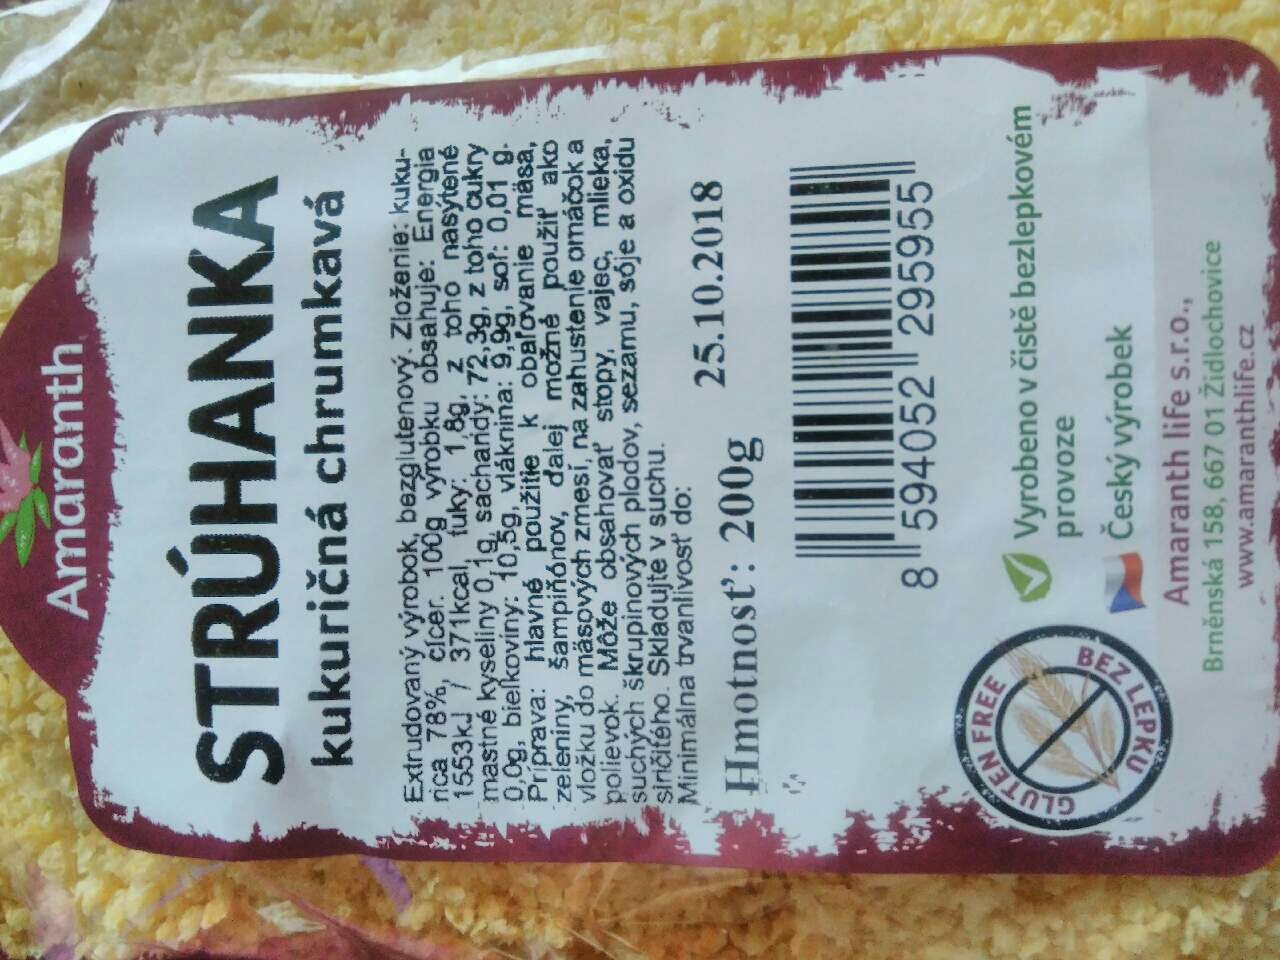 Amaranth
STRÚHANKA
kukuričná chrumkavá
Extrudovaný výrobok, bezglutenový. Zloženie: kuku-
rica 78%, cícer. 100g výrobku obsahuje: Energia
1553kJ / 371kcal, tuky: 1,8g, z toho nasýtené
mastné kyseliny 0,1g, sacharidy: 72,3g, z toho cukry
0,0g, bielkoviny: 10,5g, vláknina: 9,9g, soľ: 0,01 g.
Príprava: hlavné použitie k obaľovanie mäsa,
zeleniny, šampiňónov, ďalej možné použiť ako
vložku do mäsových zmesí, na zahustenie omáčok a
polievok. Môže obsahovať stopy vajec, mlieka,
suchých škrupinových plodov, sezamu, sóje a oxidu
siričitého. Skladujte v suchu.
Minimálna trvanlivosť do:
25.10.2018
Hmotnosť: 200g
8 594052 295955
Vyrobeno v čistě bezlepkovém
provoze
Český výrobek
GLUTEN FREE
BEZ LEPKU
Amaranth life s.r.o.,
Brněnská 158, 667 01 Židlochovice
www.amaranthlife.cz